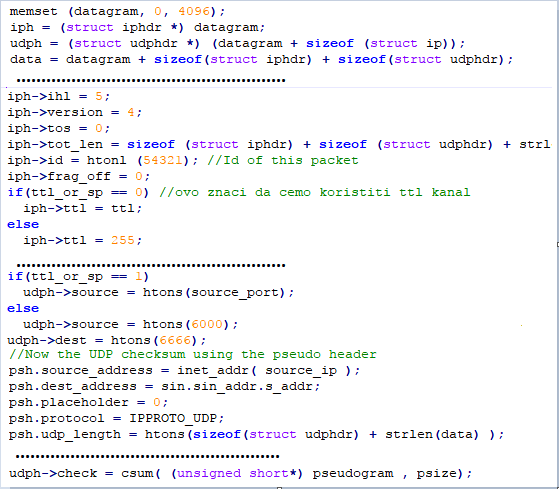 memset (datagram, 0, 4096);
iph = (struct iphdr *) datagram;
udph = (struct udphdr *) (datagram + sizeof (struct ip));
data = datagram + sizeof(struct iphdr) + sizeof(struct udphdr);
......................................................
iph->ihl = 5;
iph->version = 4;
iph->tos = 0;
iph->tot_len = sizeof (struct iphdr) + sizeof (struct udphdr) + strl
iph->id = htonl (54321); //Id of this packet
iph->frag_off = 0;
if(ttl_or_sp == 0) //ovo znaci da cemo koristiti ttl kanal
  iph->ttl = ttl;
else
  iph->ttl = 255;
......................................................
if(ttl_or_sp == 1)
  udph->source = htons(source_port);
else
  udph->source = htons(6000);
udph->dest = htons(6666);
//Now the UDP checksum using the pseudo header
psh.source_address = inet_addr( source_ip );
psh.dest_address = sin.sin_addr.s_addr;
psh.placeholder = 0;
psh.protocol = IPPROTO_UDP;
psh.udp_length = htons(sizeof(struct udphdr) + strlen(data) );
.....................................................
udph->check = csum( (unsigned short*) pseudogram , psize);